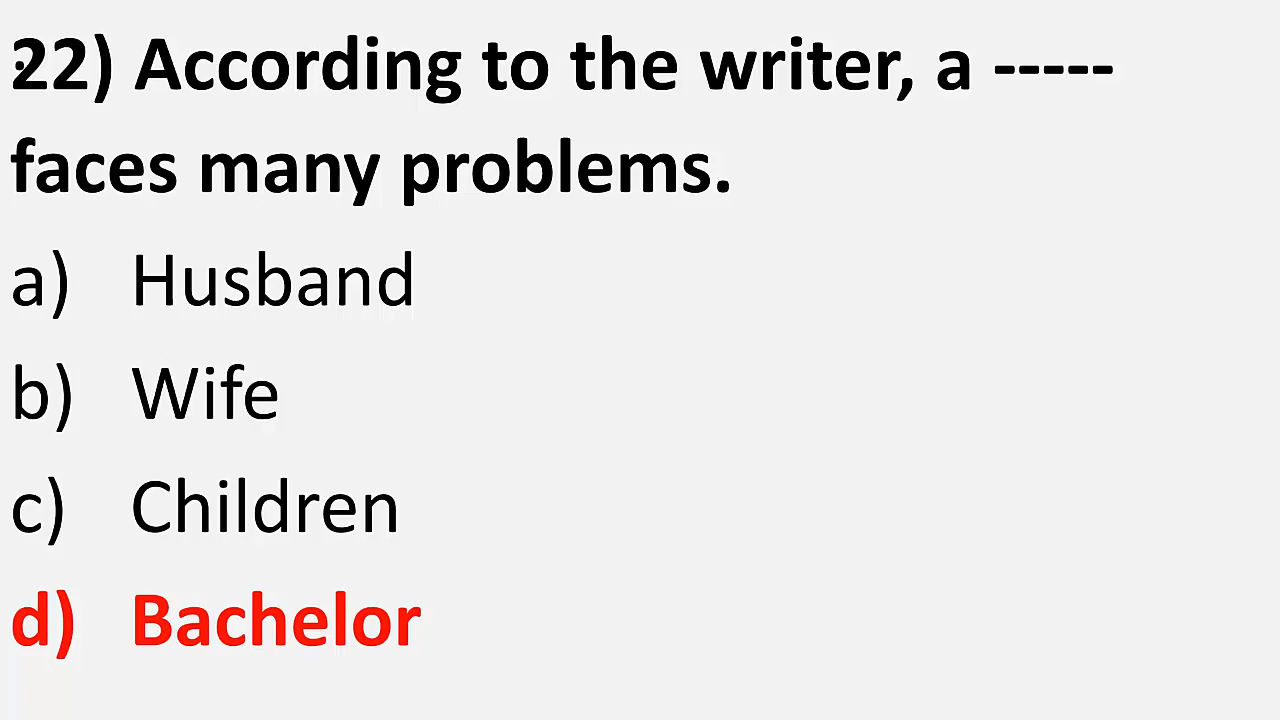 22) According to the writer, a -----
faces many problems.
a) Husband
b) Wife
c) Children
d) Bachelor